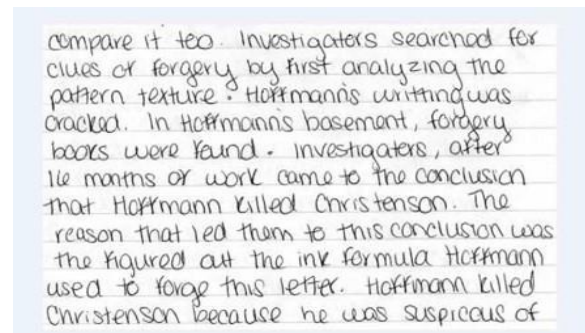 compare it too. Investigators searched for
clues of forgery by first analyzing the
pattern texture. Hoffmann's writting was
cracked. In Hoffmann's basement, forgery
books were found. Investigators, after
16 months of work came to the conclusion
that Hoffmann killed Christenson. The
reason that led them to this conclusion was
the figured out the ink formula Hoffmann
used to forge this letter. Hoffmann killed
Christenson because he was suspicous of